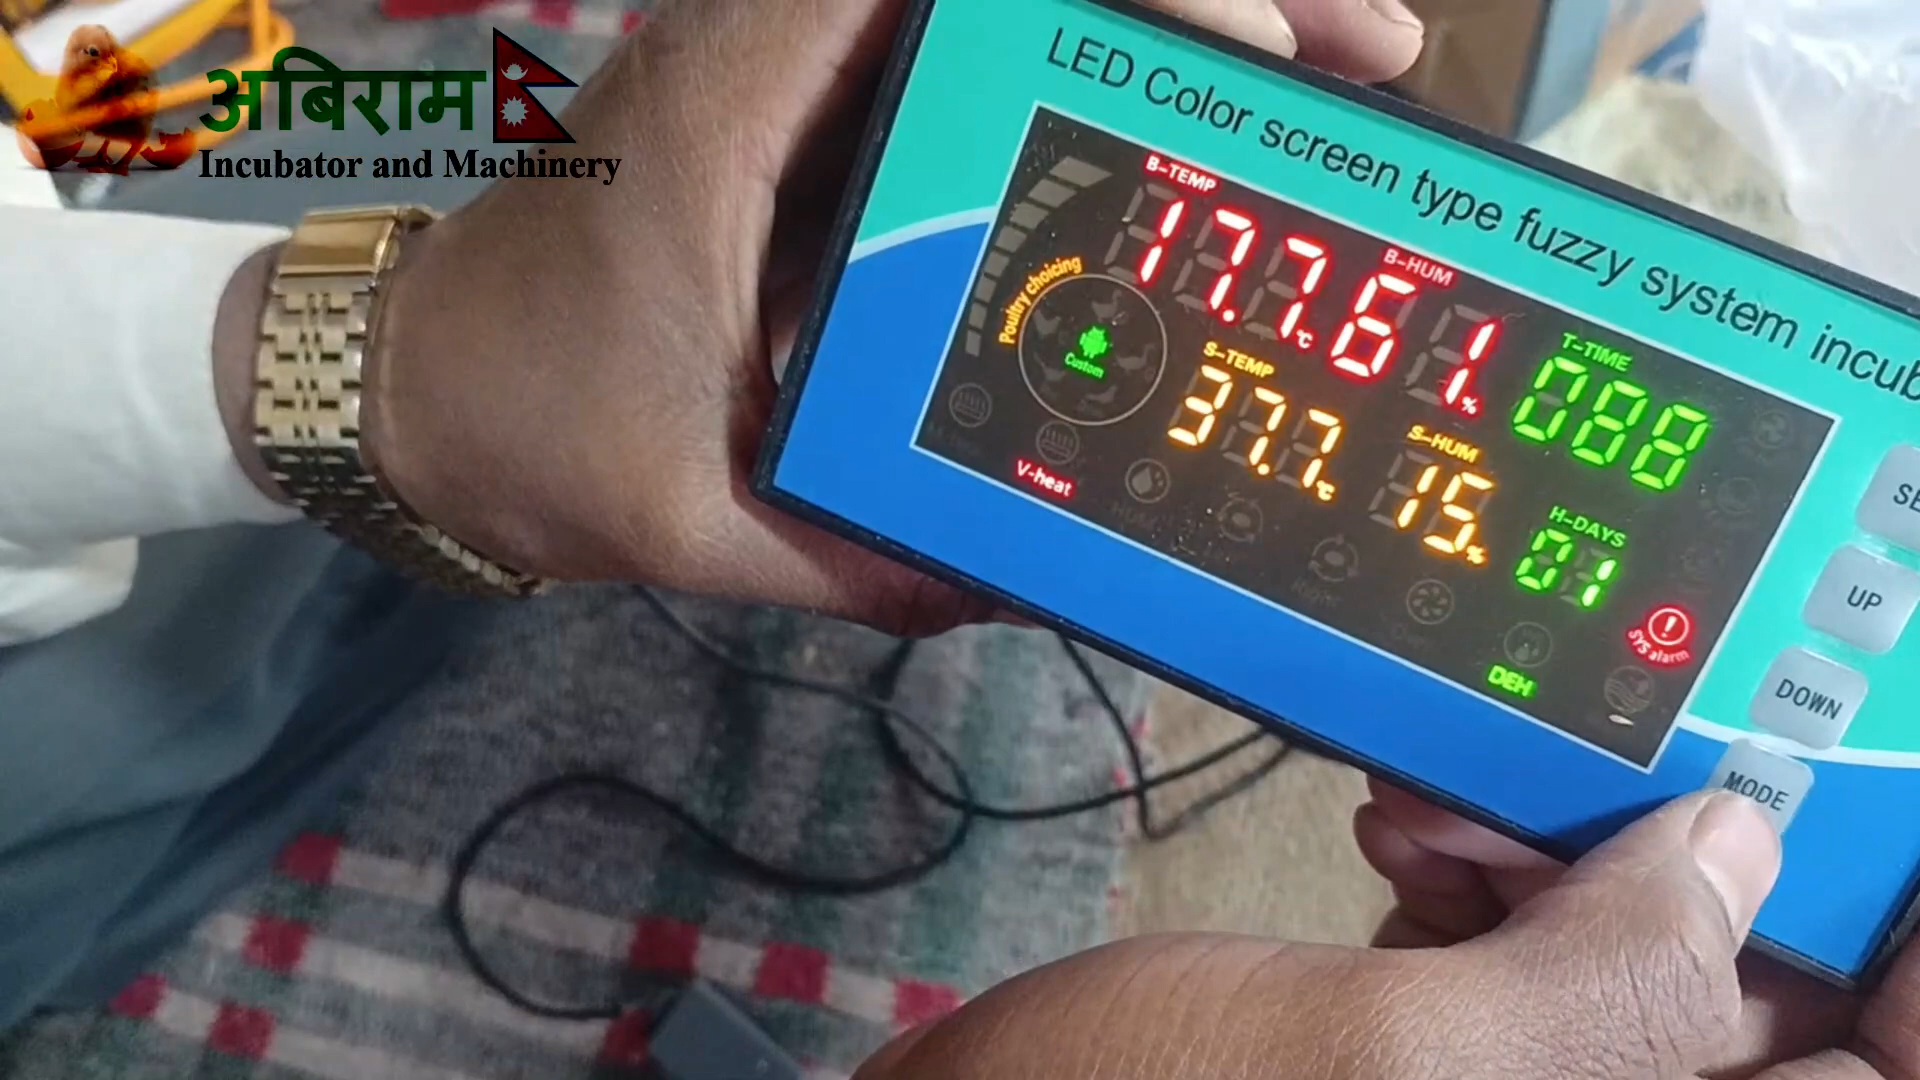 अबिराम
Incubator and Machinery
LED Color screen type fuzzy system incub
B-TEMP
17.7℃
B-HUM
61%
T-TIME
088
Poultry choicing
Custom
S-TEMP
37.7℃
S-HUM
15%
H-DAYS
01
V-heat
SYS alarm
DEH
SE
UP
DOWN
MODE